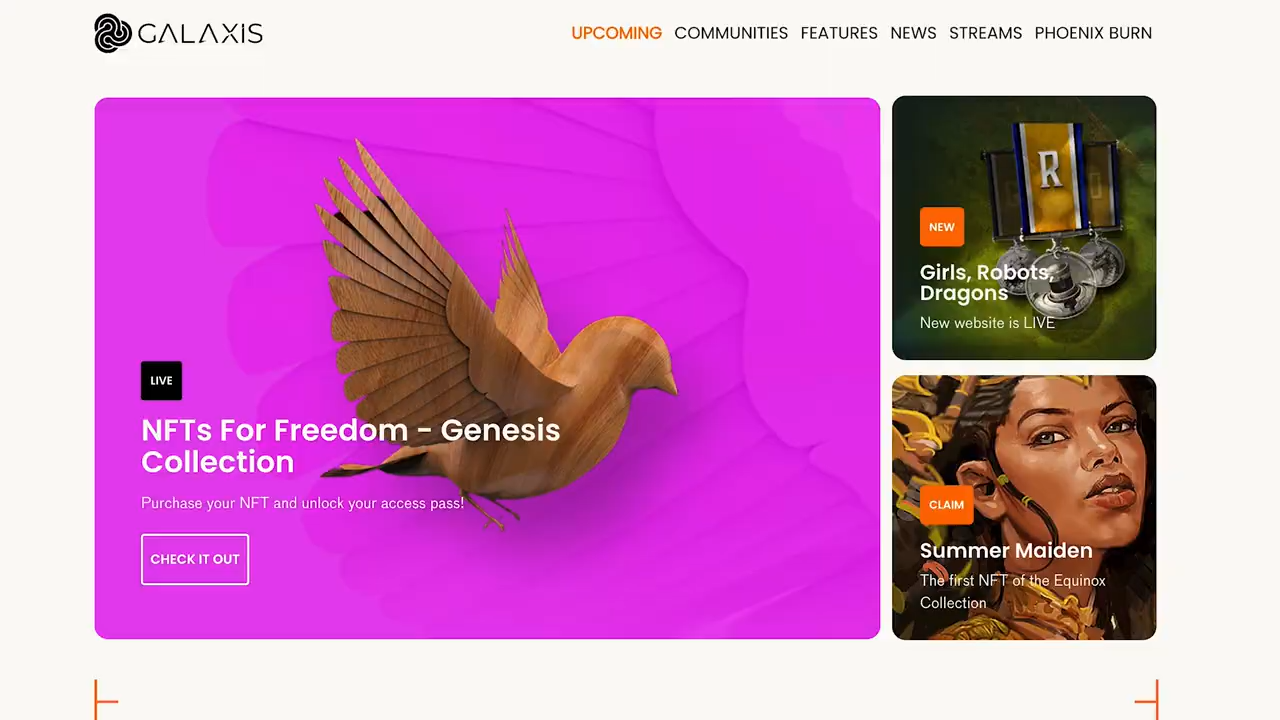 GALAXIS
UPCOMING COMMUNITIES FEATURES NEWS STREAMS PHOENIX BURN
LIVE
NFTs For Freedom - Genesis
Collection
Purchase your NFT and unlock your access pass!
CHECK IT OUT
R
NEW
Girls, Robots,
Dragons
New website is LIVE
CLAIM
Summer Maiden
The first NFT of the Equinox
Collection